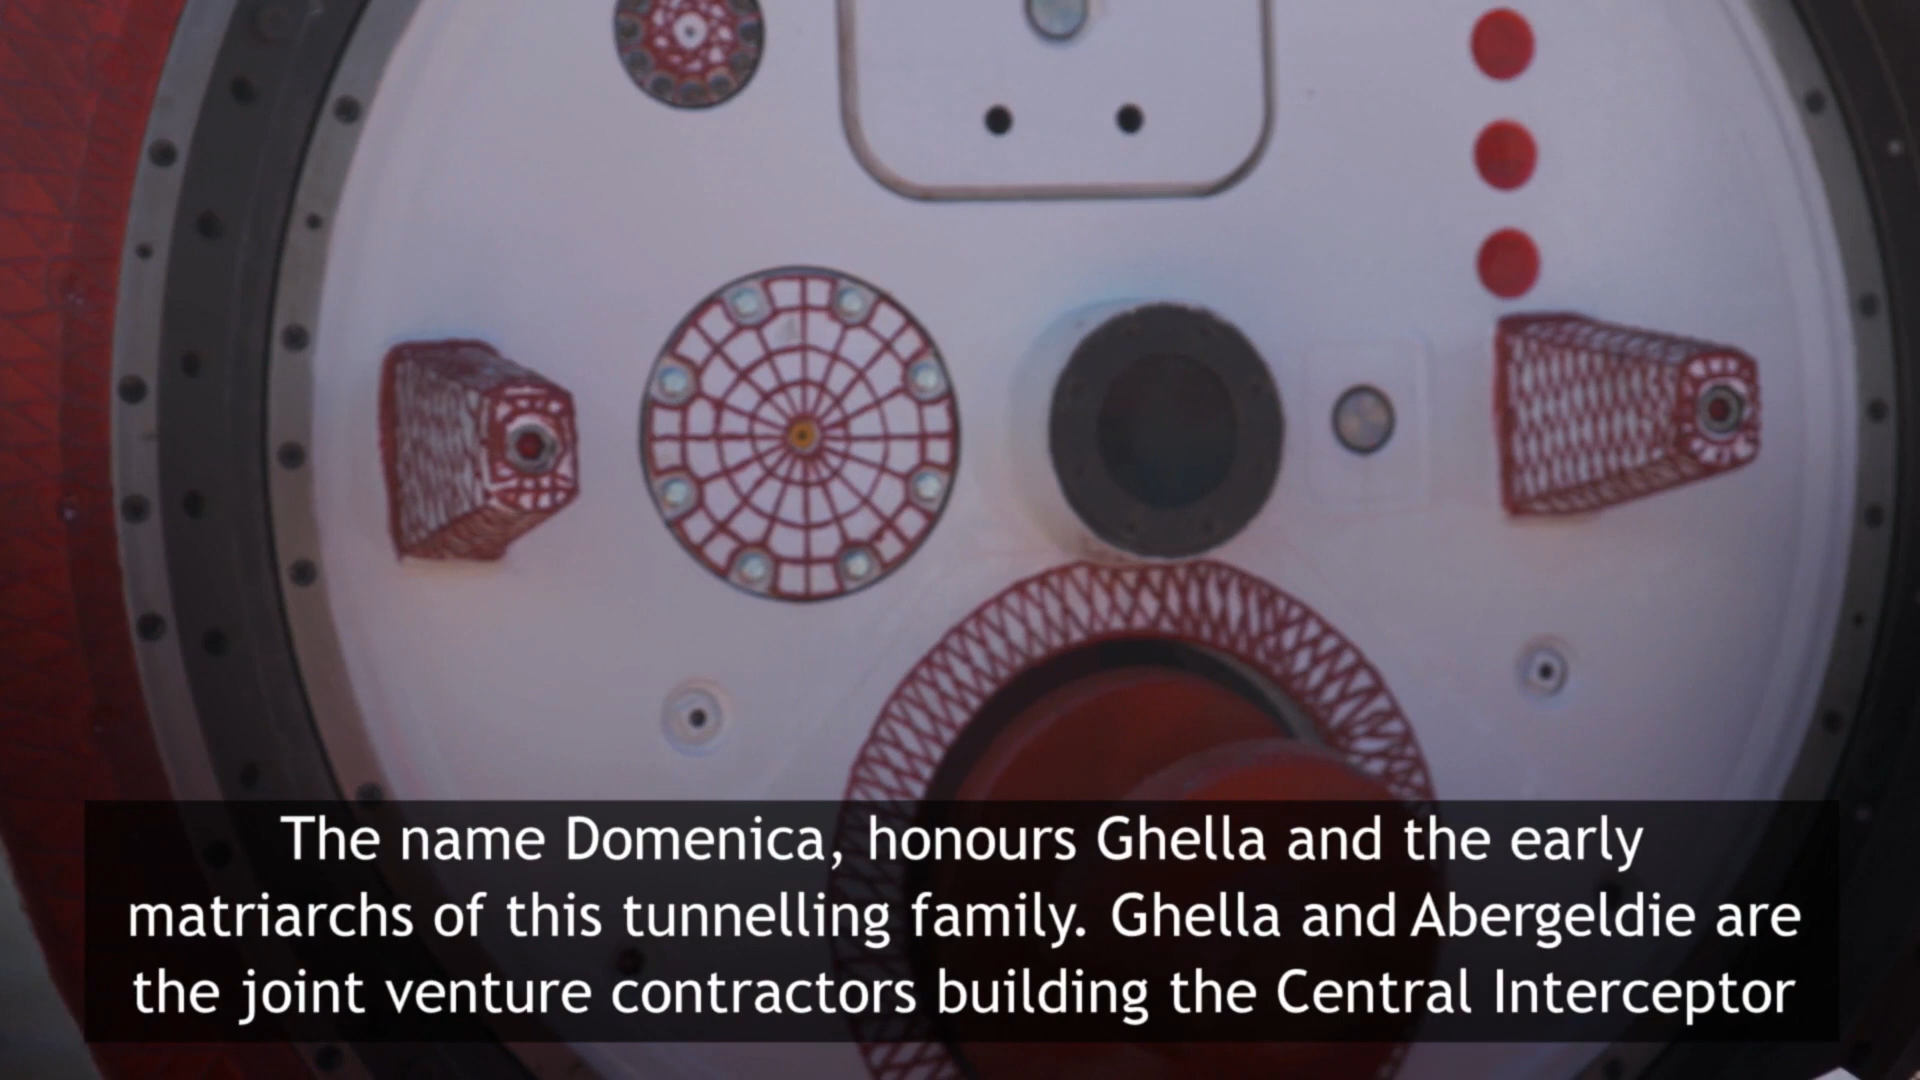 The name Domenica, honours Ghella and the early
matriarchs of this tunnelling family. Ghella and Abergeldie are
the joint venture contractors building the Central Interceptor